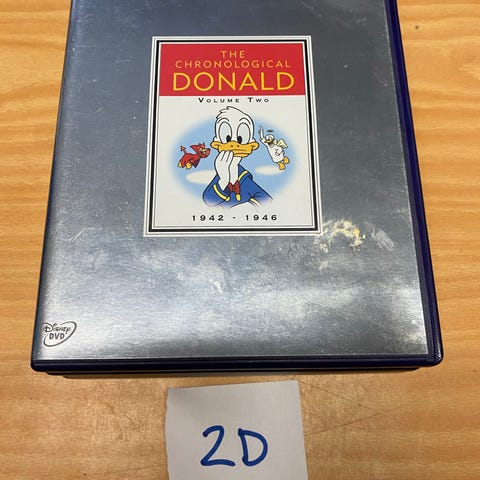 THE
CHRONOLOGICAL
DONALD
VOLUME TWO
1942 - 1946
Disney
DVD
2D